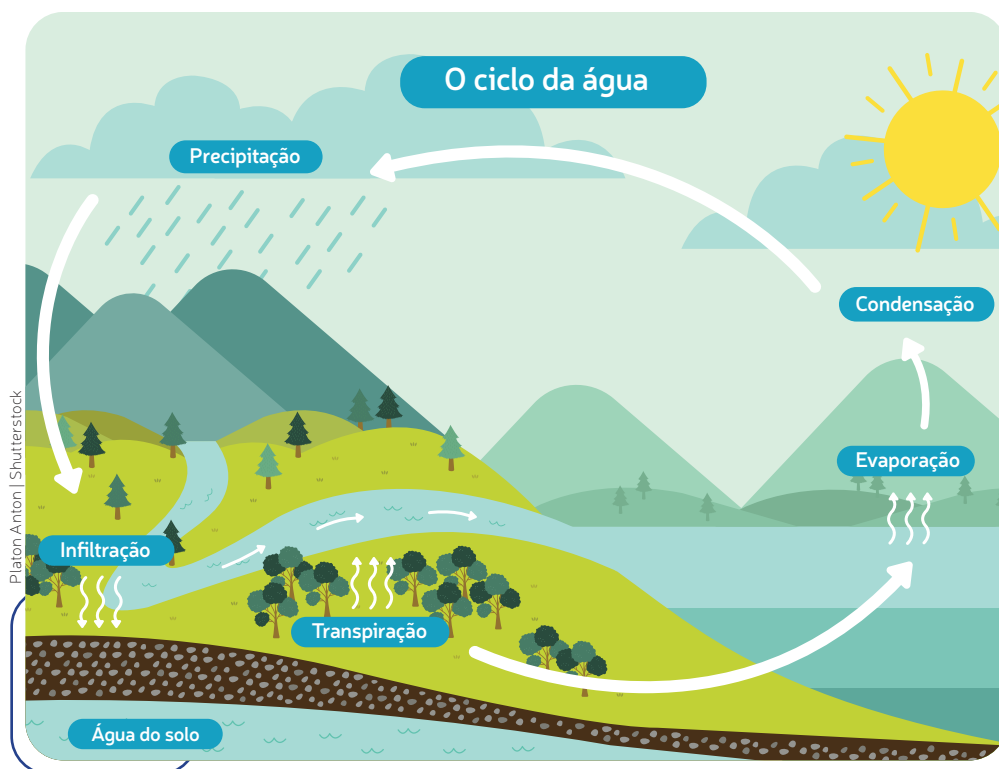 O ciclo da água
Precipitação
Condensação
Evaporação
Infiltração
Transpiração
Água do solo
Platon Anton | Shutterstock